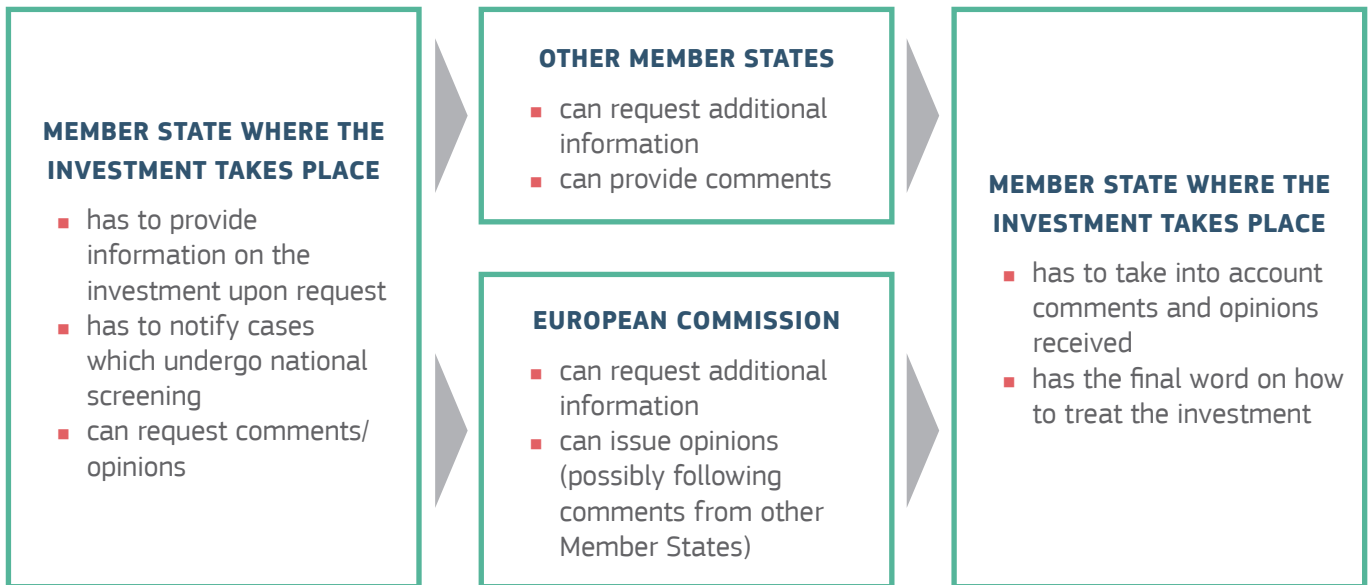 MEMBER STATE WHERE THE
INVESTMENT TAKES PLACE
▪ has to provide
information on the
investment upon request
▪ has to notify cases
which undergo national
screening
▪ can request comments/
opinions
OTHER MEMBER STATES
▪ can request additional
information
▪ can provide comments
EUROPEAN COMMISSION
▪ can request additional
information
▪ can issue opinions
(possibly following
comments from other
Member States)
MEMBER STATE WHERE THE
INVESTMENT TAKES PLACE
▪ has to take into account
comments and opinions
received
▪ has the final word on how
to treat the investment